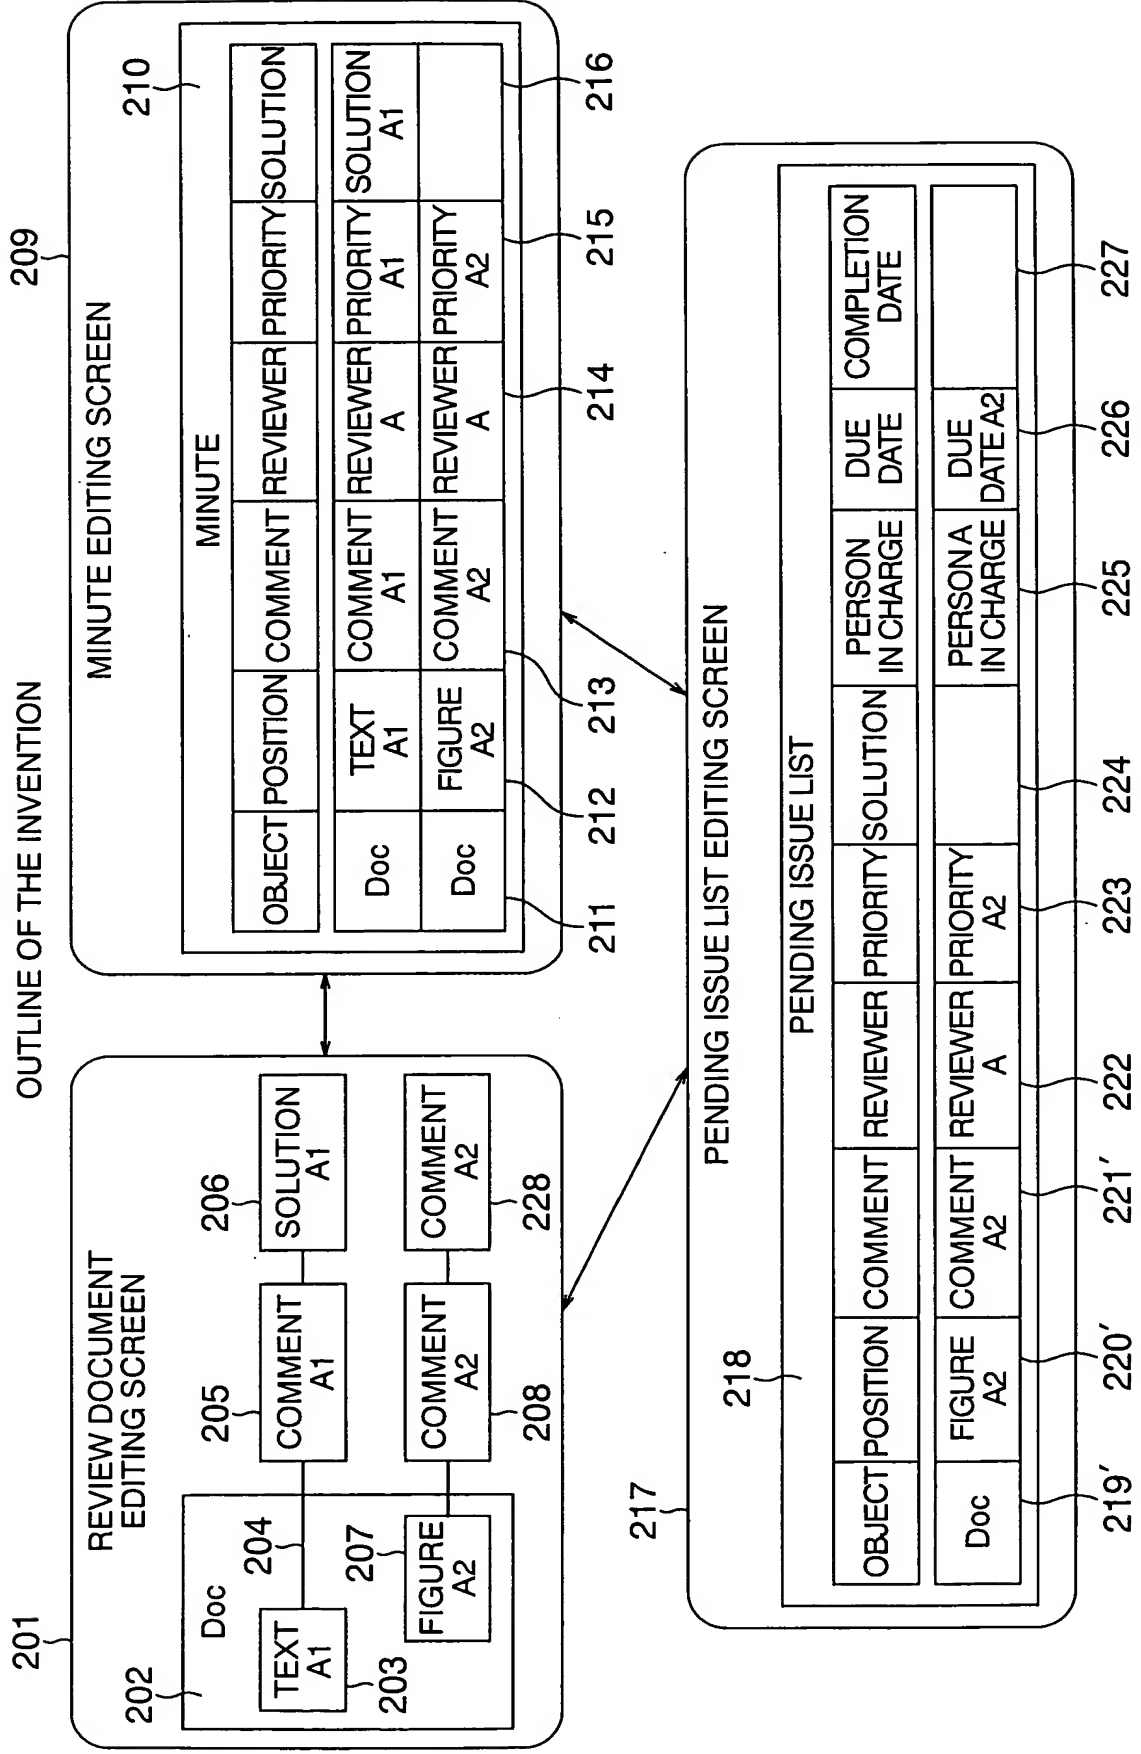 OUTLINE OF THE INVENTION
201
REVIEW DOCUMENT
EDITING SCREEN
202
Doc
204
TEXT
A1
203
205
COMMENT
A1
206
SOLUTION
A1
207
FIGURE
A2
COMMENT
A2
208
COMMENT
A2
228
209
MINUTE EDITING SCREEN
210
MINUTE
OBJECT POSITION COMMENT REVIEWER PRIORITY SOLUTION
Doc TEXT COMMENT REVIEWER PRIORITY SOLUTION
A1 A1 A A1 A1
Doc FIGURE COMMENT REVIEWER PRIORITY
A2 A2 A A2
211 212 213 214 215 216
217
PENDING ISSUE LIST EDITING SCREEN
218
PENDING ISSUE LIST
OBJECT POSITION COMMENT REVIEWER PRIORITY SOLUTION PERSON DUE COMPLETION
IN CHARGE DATE DATE
Doc FIGURE COMMENT REVIEWER PRIORITY PERSON A DUE
A2 A2 A A2 IN CHARGE DATE A2
219′ 220′ 221′ 222 223 224 225 226 227